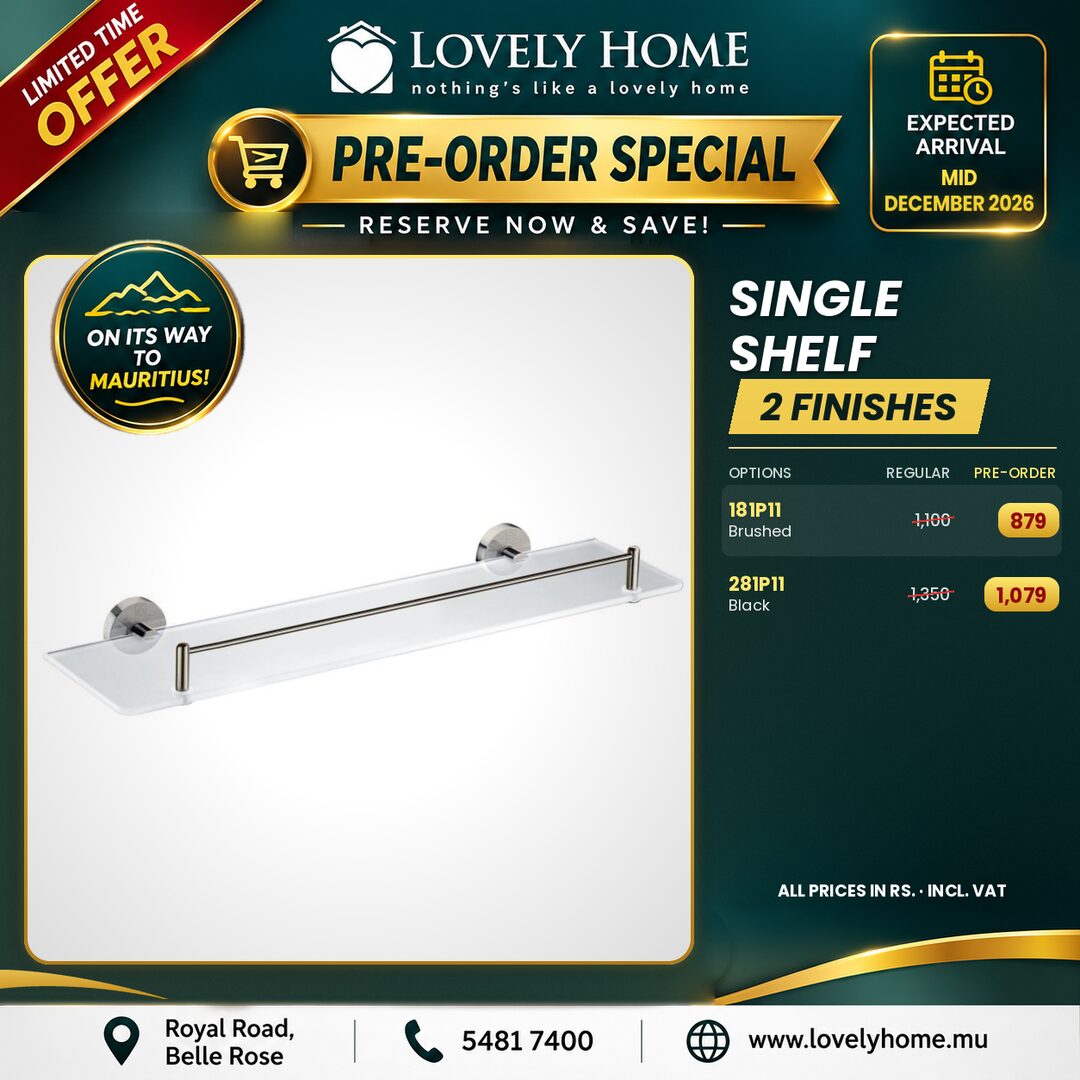 LIMITED TIME
OFFER
LOVELY HOME
nothing's like a lovely home
PRE-ORDER SPECIAL
RESERVE NOW & SAVE!
EXPECTED
ARRIVAL
MID
DECEMBER 2026
ON ITS WAY
TO
MAURITIUS!
SINGLE
SHELF
2 FINISHES
OPTIONS REGULAR PRE-ORDER
181P11
Brushed
1,100 879
281P11
Black
1,350 1,079
ALL PRICES IN RS. · INCL. VAT
Royal Road,
Belle Rose
5481 7400
www.lovelyhome.mu